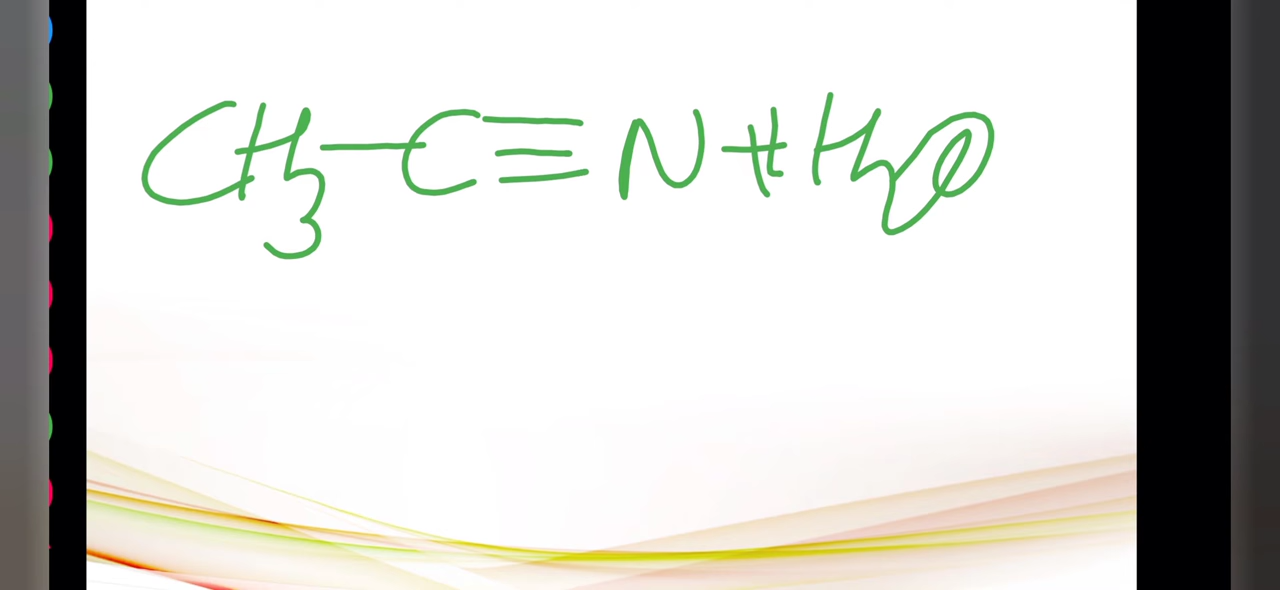 CH₃—C≡N + H₂O